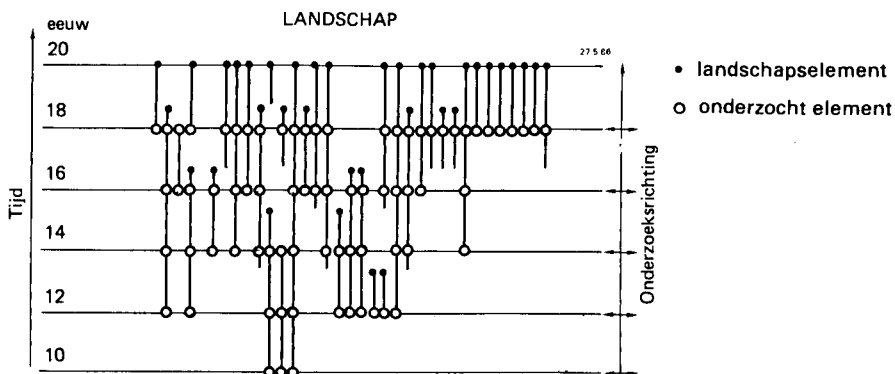 LANDSCHAP
eeuw
20
27 5 66
18
16
14
12
10
Tijd
Onderzoeksrichting
landschapselement
onderzocht element